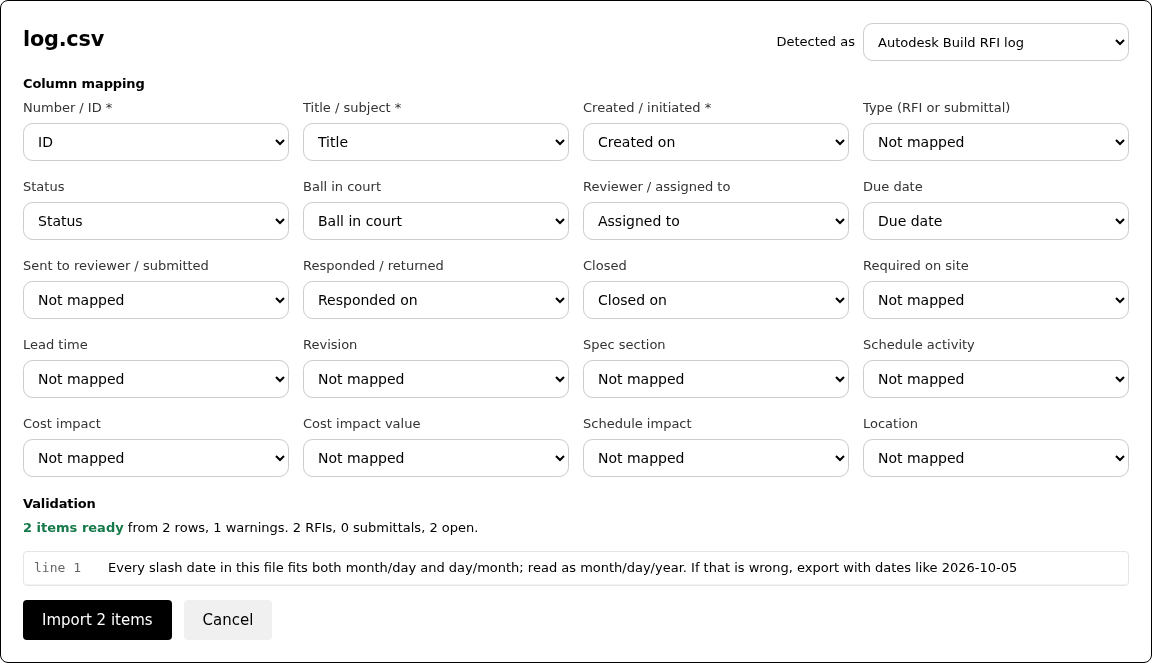 log.csv
Detected as Autodesk Build RFI log
Column mapping
Number / ID * Title / subject * Created / initiated * Type (RFI or submittal)
ID Title Created on Not mapped
Status Ball in court Reviewer / assigned to Due date
Status Ball in court Assigned to Due date
Sent to reviewer / submitted Responded / returned Closed Required on site
Not mapped Responded on Closed on Not mapped
Lead time Revision Spec section Schedule activity
Not mapped Not mapped Not mapped Not mapped
Cost impact Cost impact value Schedule impact Location
Not mapped Not mapped Not mapped Not mapped
Validation
2 items ready from 2 rows, 1 warnings. 2 RFIs, 0 submittals, 2 open.
line 1 Every slash date in this file fits both month/day and day/month; read as month/day/year. If that is wrong, export with dates like 2026-10-05
Import 2 items Cancel